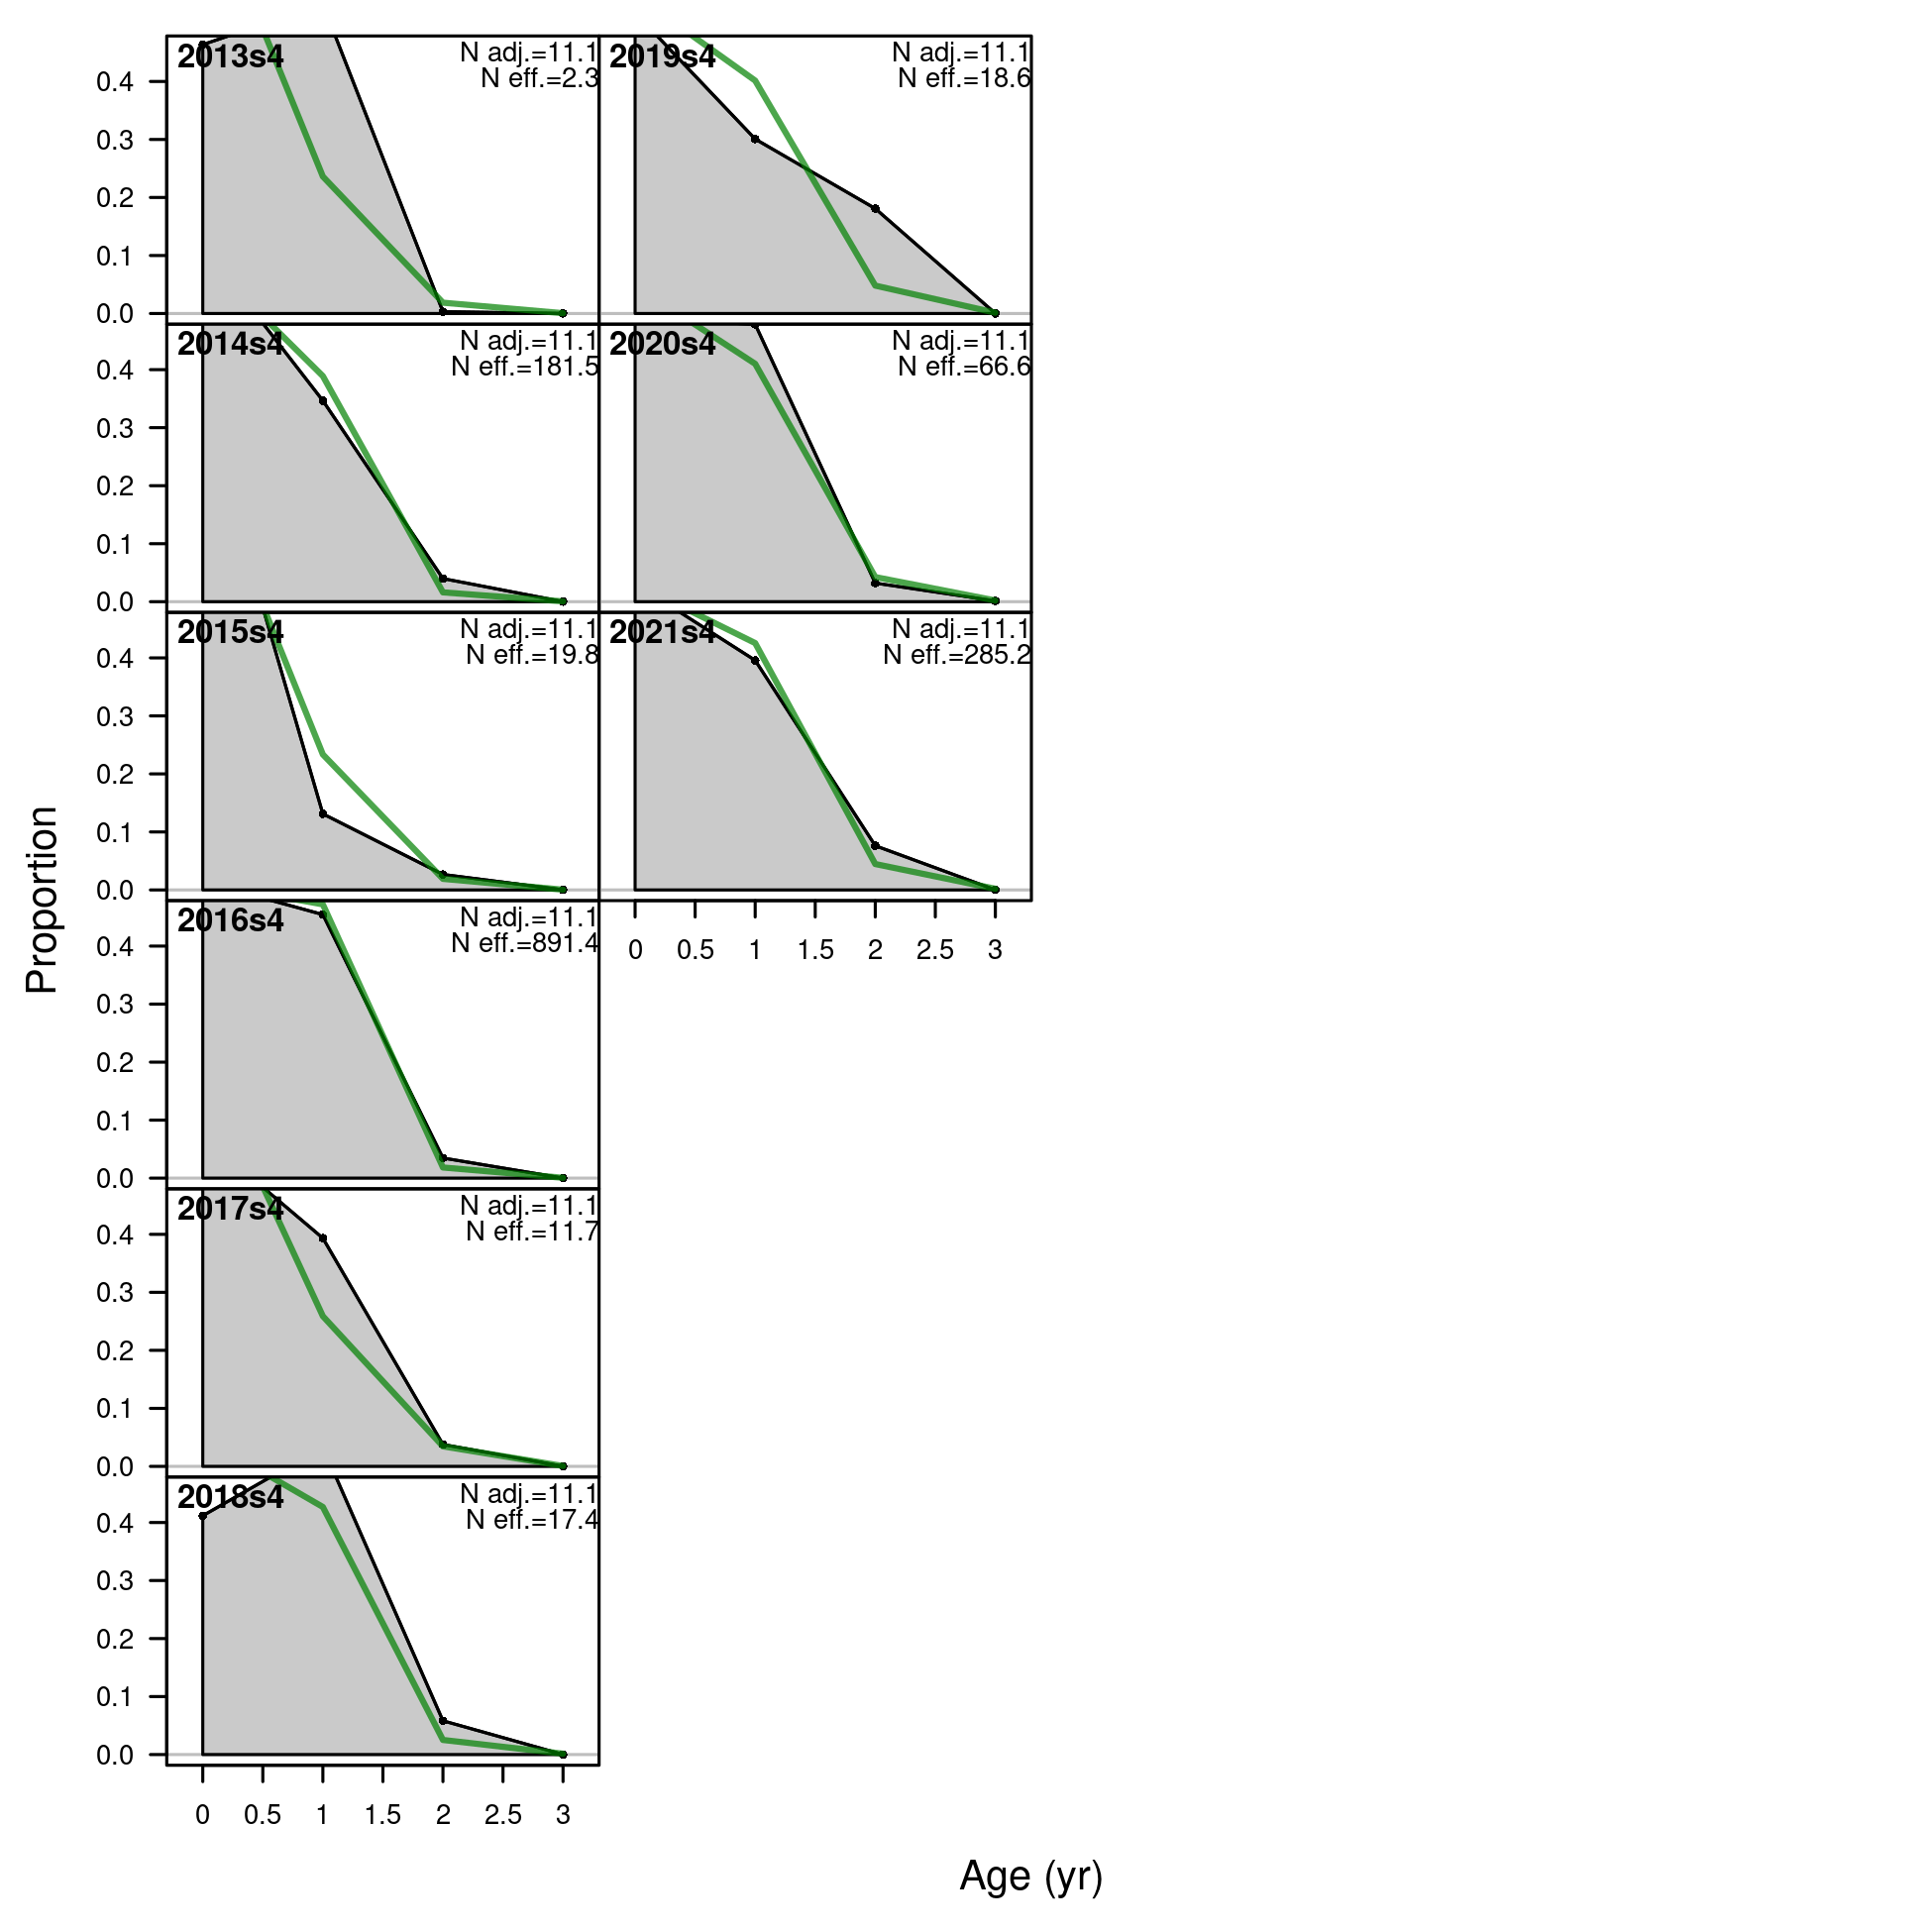 2013s4
N adj.=11.1
N eff.=2.3
0.4
0.3
0.2
0.1
0.0
2014s4
N adj.=11.1
N eff.=181.5
0.4
0.3
0.2
0.1
0.0
2015s4
N adj.=11.1
N eff.=19.8
0.4
0.3
0.2
0.1
0.0
2016s4
N adj.=11.1
N eff.=891.4
0.4
0.3
0.2
0.1
0.0
2017s4
N adj.=11.1
N eff.=11.7
0.4
0.3
0.2
0.1
0.0
2018s4
N adj.=11.1
N eff.=17.4
0.4
0.3
0.2
0.1
0.0
0 0.5 1 1.5 2 2.5 3
2019s4
N adj.=11.1
N eff.=18.6
2020s4
N adj.=11.1
N eff.=66.6
2021s4
N adj.=11.1
N eff.=285.2
0 0.5 1 1.5 2 2.5 3
Proportion
Age (yr)